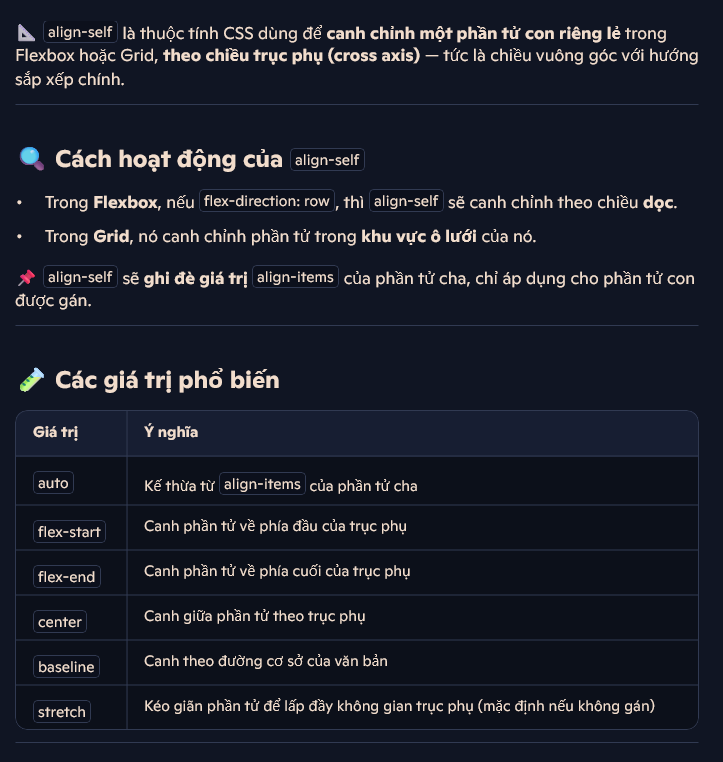 📐 align-self là thuộc tính CSS dùng để canh chỉnh một phần tử con riêng lẻ trong
Flexbox hoặc Grid, theo chiều trục phụ (cross axis) — tức là chiều vuông góc với hướng
sắp xếp chính.
🔍 Cách hoạt động của align-self
• Trong Flexbox, nếu flex-direction: row, thì align-self sẽ canh chỉnh theo chiều dọc.
• Trong Grid, nó canh chỉnh phần tử trong khu vực ô lưới của nó.
📌 align-self sẽ ghi đè giá trị align-items của phần tử cha, chỉ áp dụng cho phần tử con
được gán.
🧪 Các giá trị phổ biến
Giá trị Ý nghĩa
auto Kế thừa từ align-items của phần tử cha
flex-start Canh phần tử về phía đầu của trục phụ
flex-end Canh phần tử về phía cuối của trục phụ
center Canh giữa phần tử theo trục phụ
baseline Canh theo đường cơ sở của văn bản
stretch Kéo giãn phần tử để lấp đầy không gian trục phụ (mặc định nếu không gán)